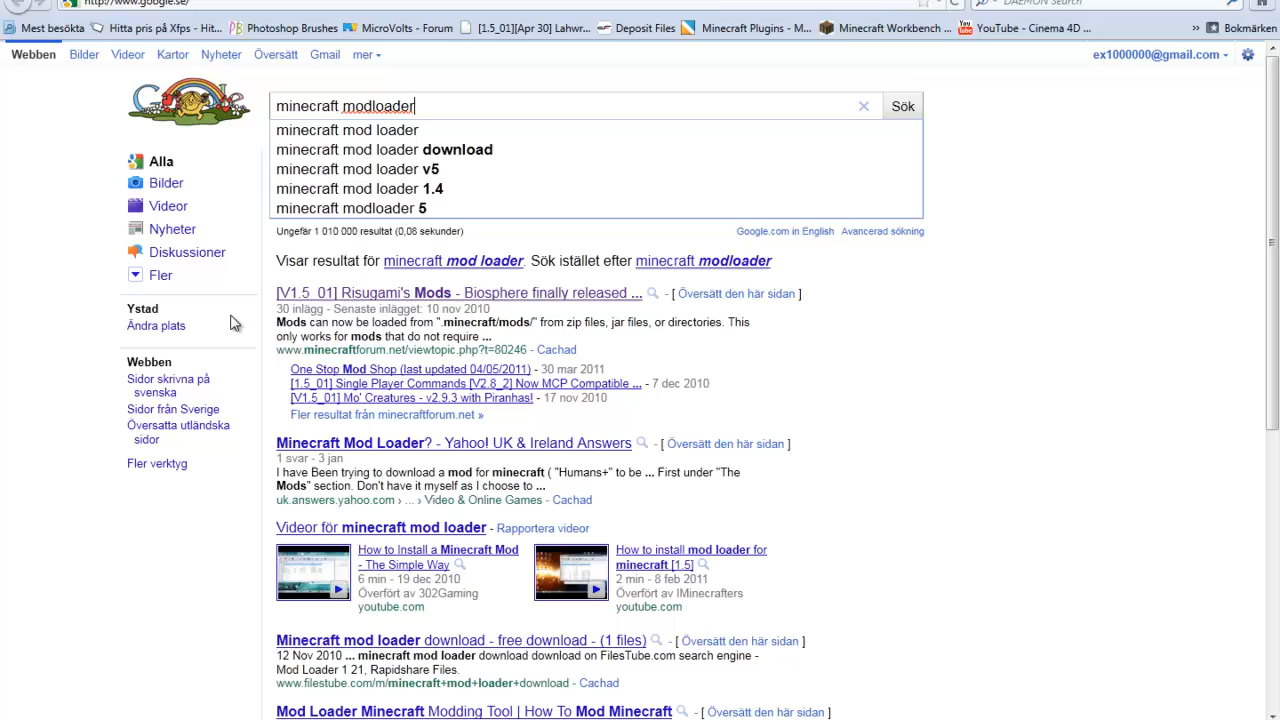 http://www.google.se/
DAEMON Search
Mest besökta
Hitta pris på Xfps - Hit...
Photoshop Brushes
MicroVolts - Forum
[1.5_01][Apr 30] Lahwr...
Deposit Files
Minecraft Plugins - M...
Minecraft Workbench ...
YouTube - Cinema 4D ...
»
Bokmärken
Webben Bilder Videor Kartor Nyheter Översätt Gmail mer
ex1000000@gmail.com
Google
minecraft modloader
Sök
minecraft mod loader
minecraft mod loader download
minecraft mod loader v5
minecraft mod loader 1.4
minecraft modloader 5
Alla
Bilder
Videor
Nyheter
Diskussioner
Fler
Ystad
Ändra plats
Webben
Sidor skrivna på
svenska
Sidor från Sverige
Översatta utländska
sidor
Fler verktyg
Ungefär 1 010 000 resultat (0,08 sekunder)
Google.com in English Avancerad sökning
Visar resultat för minecraft mod loader. Sök istället efter minecraft modloader
[V1.5_01] Risugami's Mods - Biosphere finally released ... - [ Översätt den här sidan ]
30 inlägg - Senaste inlägget: 10 nov 2010
Mods can now be loaded from ".minecraft/mods/" from zip files, jar files, or directories. This
only works for mods that do not require ...
www.minecraftforum.net/viewtopic.php?t=80246 - Cachad
One Stop Mod Shop (last updated 04/05/2011) - 30 mar 2011
[1.5_01] Single Player Commands [V2.8_2] Now MCP Compatible ... - 7 dec 2010
[V1.5_01] Mo' Creatures - v2.9.3 with Piranhas! - 17 nov 2010
Fler resultat från minecraftforum.net »
Minecraft Mod Loader? - Yahoo! UK & Ireland Answers - [ Översätt den här sidan ]
1 svar - 3 jan
I have Been trying to download a mod for minecraft ( "Humans+" to be ... First under "The
Mods" section. Don't have it myself as I choose to ...
uk.answers.yahoo.com › ... › Video & Online Games - Cachad
Videor för minecraft mod loader - Rapportera videor
How to Install a Minecraft Mod
- The Simple Way
6 min - 19 dec 2010
Överfört av 302Gaming
youtube.com
How to install mod loader for
minecraft [1.5]
2 min - 8 feb 2011
Överfört av IMinecrafters
youtube.com
Minecraft mod loader download - free download - (1 files) - [ Översätt den här sidan ]
12 Nov 2010 ... minecraft mod loader download download on FilesTube.com search engine -
Mod Loader 1 21, Rapidshare Files.
www.filestube.com/m/minecraft+mod+loader+download - Cachad
Mod Loader Minecraft Modding Tool | How To Mod Minecraft - [ Översätt den här sidan ]